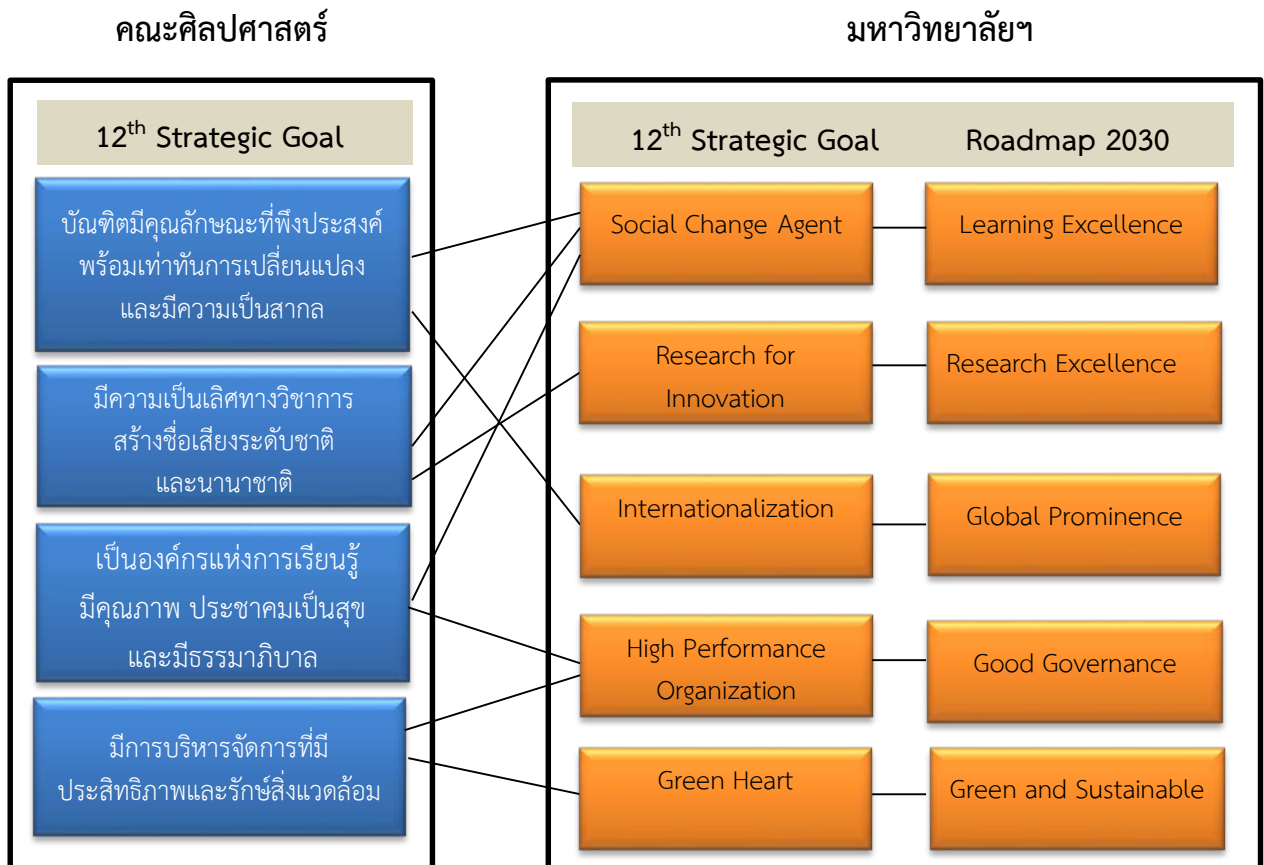 คณะศิลปศาสตร์
มหาวิทยาลัยฯ
12th Strategic Goal
บัณฑิตมีคุณลักษณะที่พึงประสงค์
พร้อมเท่าทันการเปลี่ยนแปลง
และมีความเป็นสากล
มีความเป็นเลิศทางวิชาการ
สร้างชื่อเสียงระดับชาติ
และนานาชาติ
เป็นองค์กรแห่งการเรียนรู้
มีคุณภาพ ประชาคมเป็นสุข
และมีธรรมาภิบาล
มีการบริหารจัดการที่มี
ประสิทธิภาพและรักษ์สิ่งแวดล้อม
12th Strategic Goal
Roadmap 2030
Social Change Agent
Learning Excellence
Research for
Innovation
Research Excellence
Internationalization
Global Prominence
High Performance
Organization
Good Governance
Green Heart
Green and Sustainable